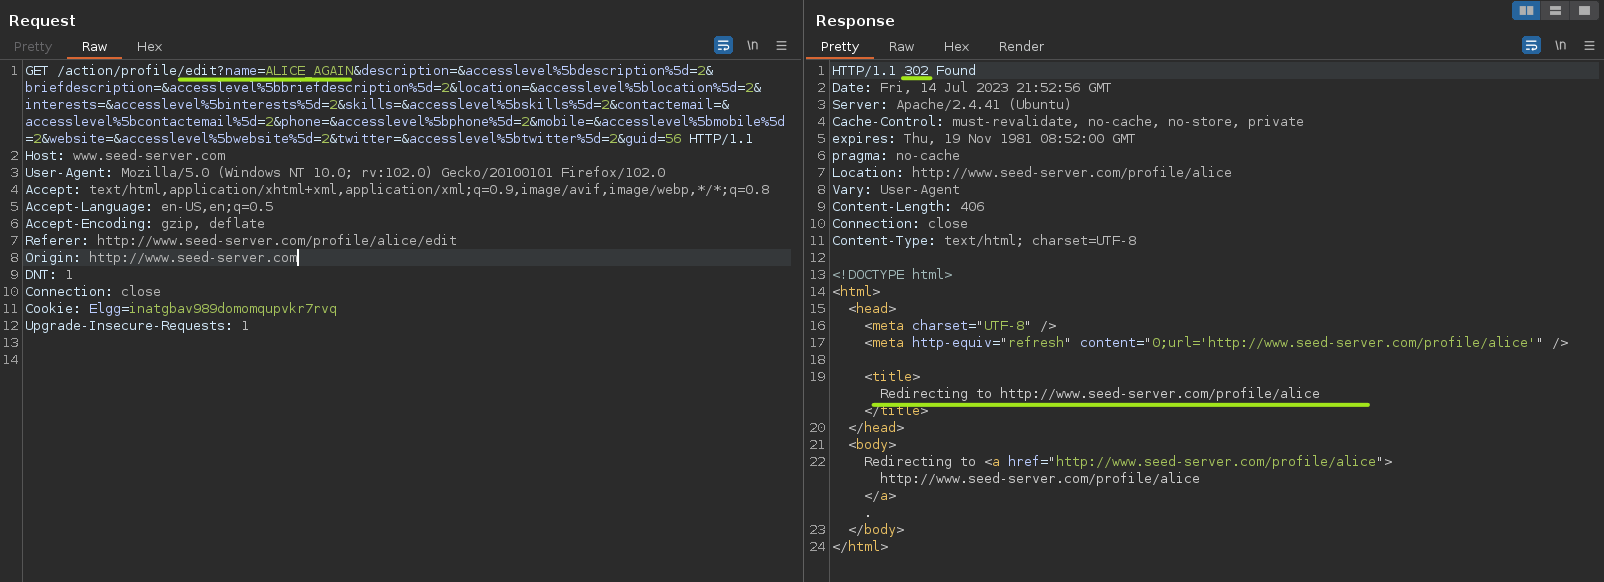 Request
Pretty Raw Hex \n
1 GET /action/profile/edit?name=ALICE_AGAIN&description=&accesslevel%5bdescription%5d=2&
briefdescription=&accesslevel%5bbriefdescription%5d=2&location=&accesslevel%5blocation%5d=2&
interests=&accesslevel%5binterests%5d=2&skills=&accesslevel%5bskills%5d=2&contactemail=&
accesslevel%5bcontactemail%5d=2&phone=&accesslevel%5bphone%5d=2&mobile=&accesslevel%5bmobile%5d
=2&website=&accesslevel%5bwebsite%5d=2&twitter=&accesslevel%5btwitter%5d=2&guid=56 HTTP/1.1
2 Host: www.seed-server.com
3 User-Agent: Mozilla/5.0 (Windows NT 10.0; rv:102.0) Gecko/20100101 Firefox/102.0
4 Accept: text/html,application/xhtml+xml,application/xml;q=0.9,image/avif,image/webp,*/*;q=0.8
5 Accept-Language: en-US,en;q=0.5
6 Accept-Encoding: gzip, deflate
7 Referer: http://www.seed-server.com/profile/alice/edit
8 Origin: http://www.seed-server.com
9 DNT: 1
10 Connection: close
11 Cookie: Elgg=inatgbav989domomqupvkr7rvq
12 Upgrade-Insecure-Requests: 1
13
14
Response
Pretty Raw Hex Render \n
1 HTTP/1.1 302 Found
2 Date: Fri, 14 Jul 2023 21:52:56 GMT
3 Server: Apache/2.4.41 (Ubuntu)
4 Cache-Control: must-revalidate, no-cache, no-store, private
5 expires: Thu, 19 Nov 1981 08:52:00 GMT
6 pragma: no-cache
7 Location: http://www.seed-server.com/profile/alice
8 Vary: User-Agent
9 Content-Length: 406
10 Connection: close
11 Content-Type: text/html; charset=UTF-8
12
13 <!DOCTYPE html>
14 <html>
15 <head>
16 <meta charset="UTF-8" />
17 <meta http-equiv="refresh" content="0;url='http://www.seed-server.com/profile/alice'" />
18
19 <title>
Redirecting to http://www.seed-server.com/profile/alice
</title>
20 </head>
21 <body>
22 Redirecting to <a href="http://www.seed-server.com/profile/alice">
http://www.seed-server.com/profile/alice
</a>
.
23 </body>
24 </html>